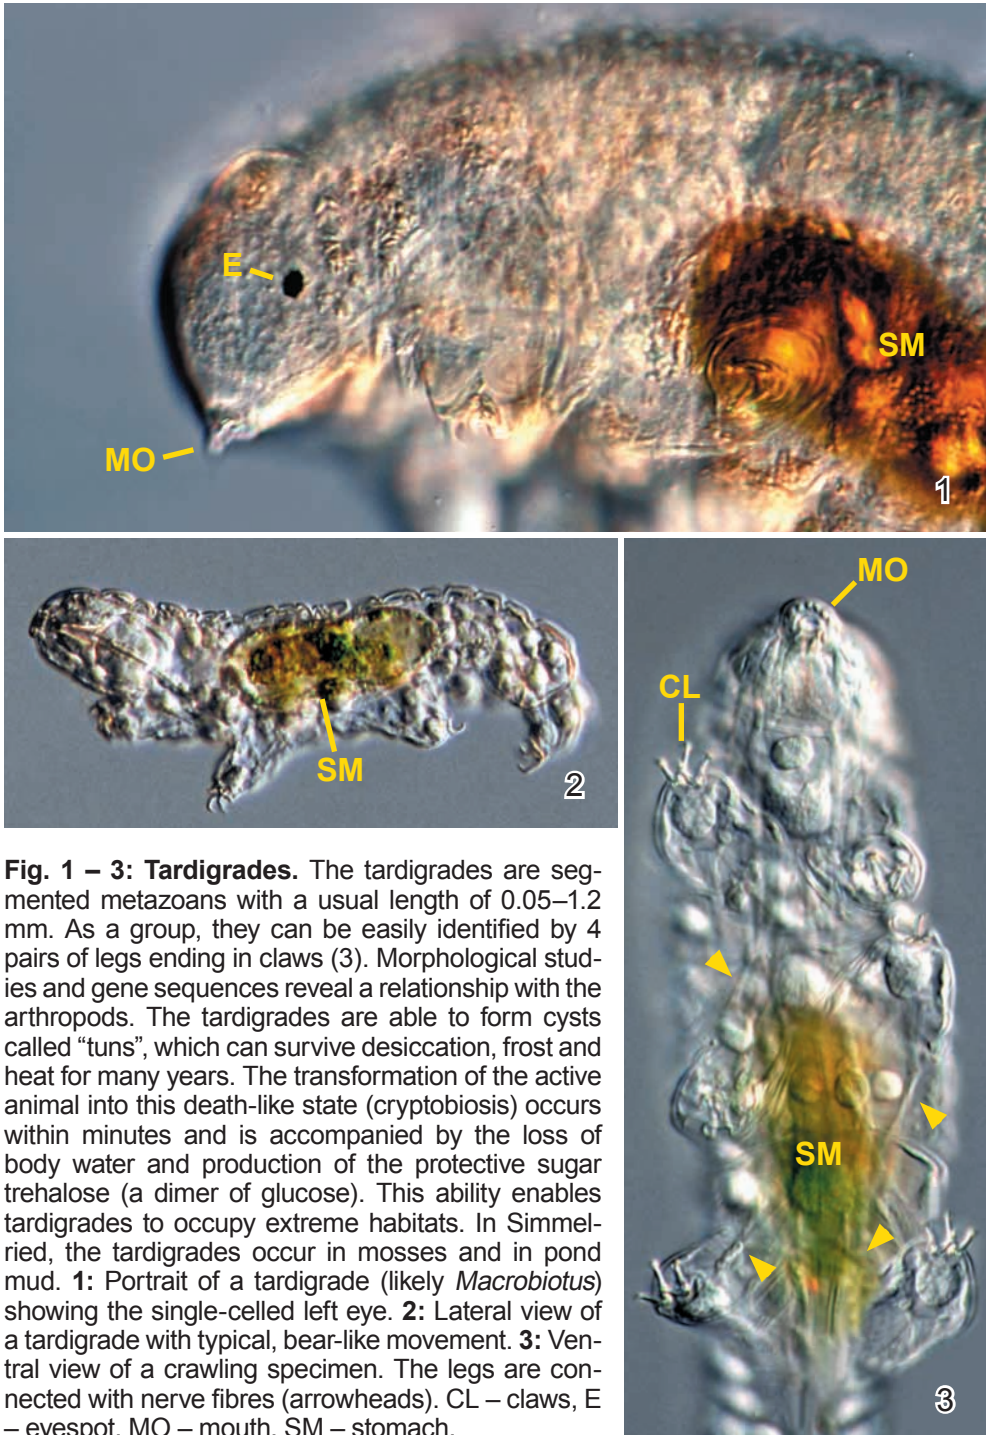 E
SM
MO
1
SM
2
MO
CL
SM
3
Fig. 1 – 3: Tardigrades. The tardigrades are seg-
mented metazoans with a usual length of 0.05–1.2
mm. As a group, they can be easily identified by 4
pairs of legs ending in claws (3). Morphological stud-
ies and gene sequences reveal a relationship with the
arthropods. The tardigrades are able to form cysts
called “tuns”, which can survive desiccation, frost and
heat for many years. The transformation of the active
animal into this death-like state (cryptobiosis) occurs
within minutes and is accompanied by the loss of
body water and production of the protective sugar
trehalose (a dimer of glucose). This ability enables
tardigrades to occupy extreme habitats. In Simmel-
ried, the tardigrades occur in mosses and in pond
mud. 1: Portrait of a tardigrade (likely Macrobiotus)
showing the single-celled left eye. 2: Lateral view of
a tardigrade with typical, bear-like movement. 3: Ven-
tral view of a crawling specimen. The legs are con-
nected with nerve fibres (arrowheads). CL – claws, E
– eyespot, MO – mouth, SM – stomach.